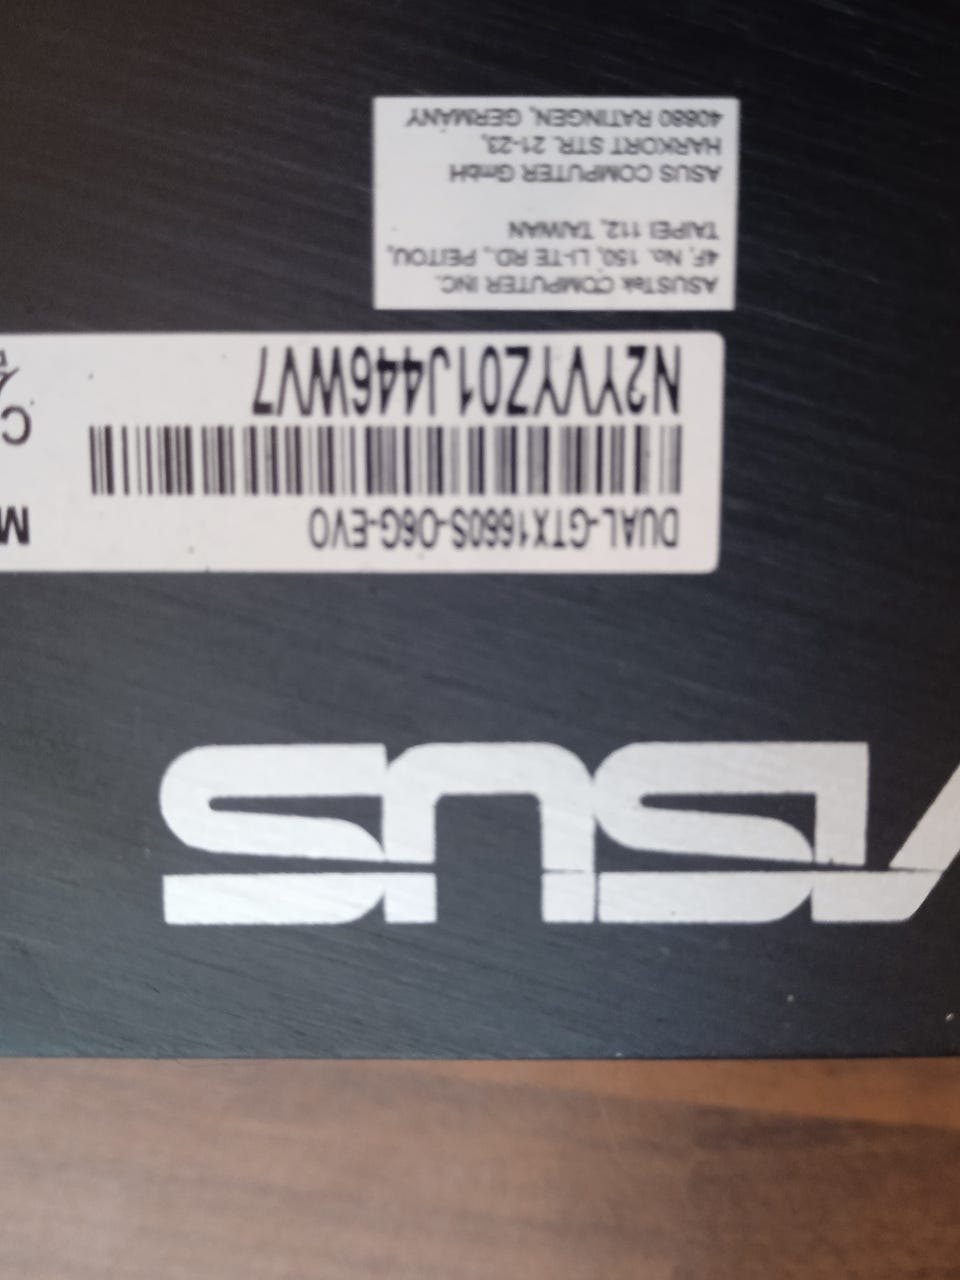 ASUS
DUAL-GTX1660S-O6G-EVO
N2YVYZ01J446WV7
M
C
ASUSTek COMPUTER INC.
4F, No. 150, LI-TE RD., PEITOU,
TAIPEI 112, TAIWAN
ASUS COMPUTER GmbH
HARKORT STR. 21-23,
40880 RATINGEN, GERMANY